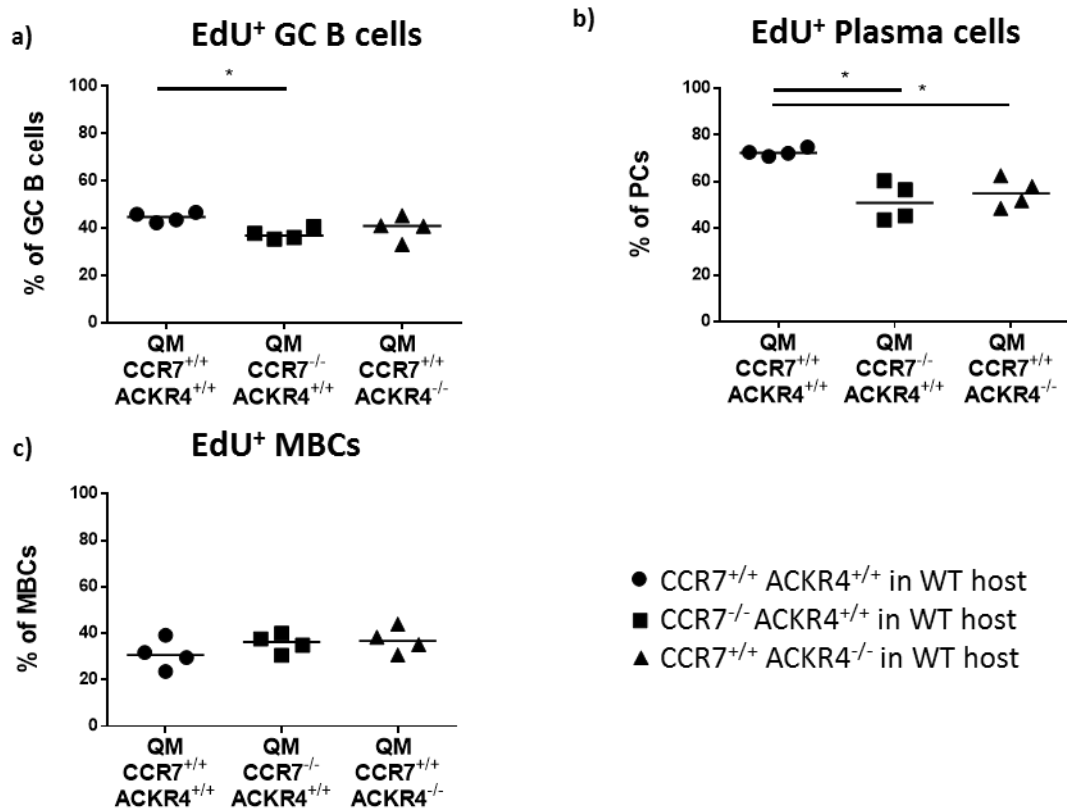 a)
EdU⁺ GC B cells
*
100
80
60
40
20
0
% of GC B cells
QM
CCR7⁺/⁺
ACKR4⁺/⁺
QM
CCR7⁻/⁻
ACKR4⁺/⁺
QM
CCR7⁺/⁺
ACKR4⁻/⁻
b)
EdU⁺ Plasma cells
*
*
100
80
60
40
20
0
% of PCs
QM
CCR7⁺/⁺
ACKR4⁺/⁺
QM
CCR7⁻/⁻
ACKR4⁺/⁺
QM
CCR7⁺/⁺
ACKR4⁻/⁻
c)
EdU⁺ MBCs
100
80
60
40
20
0
% of MBCs
QM
CCR7⁺/⁺
ACKR4⁺/⁺
QM
CCR7⁻/⁻
ACKR4⁺/⁺
QM
CCR7⁺/⁺
ACKR4⁻/⁻
CCR7⁺/⁺ ACKR4⁺/⁺ in WT host
CCR7⁻/⁻ ACKR4⁺/⁺ in WT host
CCR7⁺/⁺ ACKR4⁻/⁻ in WT host